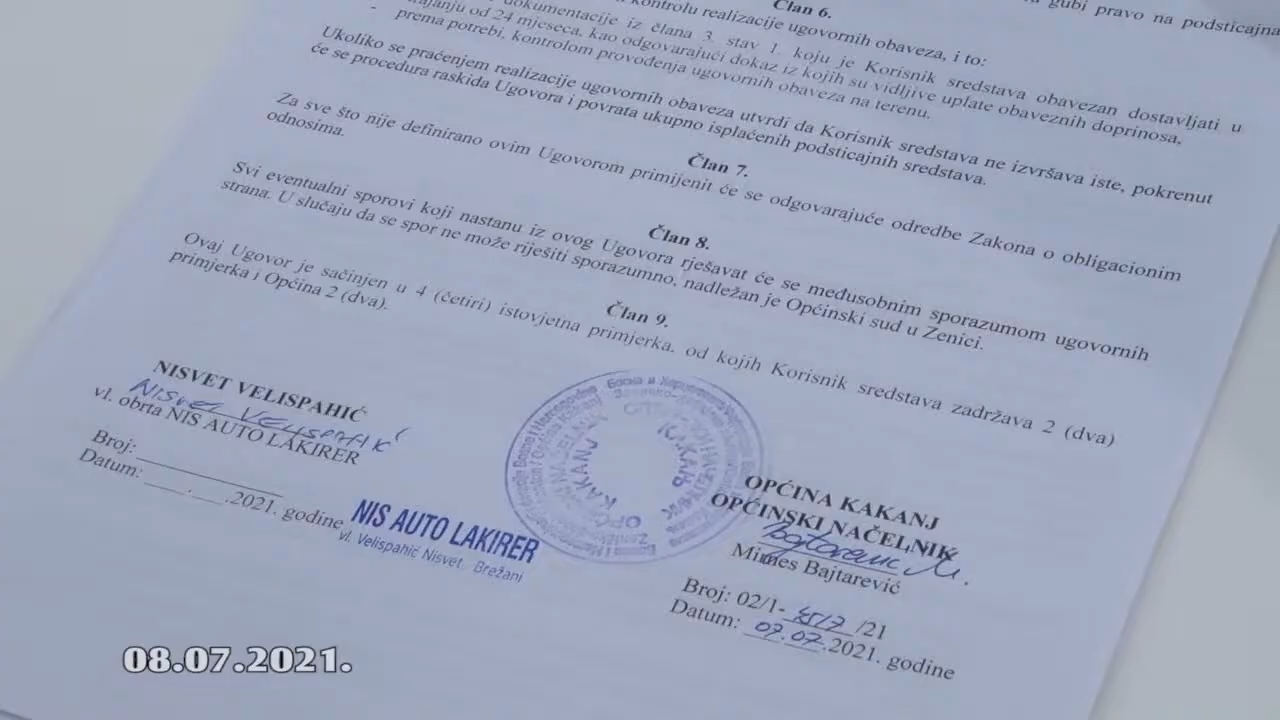 gubi pravo na podsticajna
Član 6.
kontrolu realizacije ugovornih obaveza, i to:
dokumentacije iz člana 3. stav 1. koju je Korisnik sredstava obavezan dostavljati u
trajanju od 24 mjeseca, kao odgovarajući dokaz iz kojih su vidljive uplate obaveznih doprinosa,
prema potrebi, kontrolom provođenja ugovornih obaveza na terenu.
Ukoliko se praćenjem realizacije ugovornih obaveza utvrdi da Korisnik sredstava ne izvršava iste, pokrenut
će se procedura raskida Ugovora i povrata ukupno isplaćenih podsticajnih sredstava.
Član 7.
Za sve što nije definirano ovim Ugovorom primijenit će se odgovarajuće odredbe Zakona o obligacionim
odnosima.
Član 8.
Svi eventualni sporovi koji nastanu iz ovog Ugovora rješavat će se međusobnim sporazumom ugovornih
strana. U slučaju da se spor ne može riješiti sporazumno, nadležan je Općinski sud u Zenici.
Član 9.
Ovaj Ugovor je sačinjen u 4 (četiri) istovjetna primjerka, od kojih Korisnik sredstava zadržava 2 (dva)
primjerka i Općina 2 (dva).
NISVET VELISPAHIĆ
NISVET VELISPAHIĆ
vl. obrta NIS AUTO LAKIRER
Broj:
Datum: ____.____.2021. godine
NIS AUTO LAKIRER
vl. Velispahić Nisvet, Brežani
KAKANJ
КАКАЊ
OPĆINA KAKANJ
OPĆINSKI NAČELNIK
Mirnes Bajtarević
Broj: 02/1- /21
Datum: 07.07.2021. godine
08.07.2021.